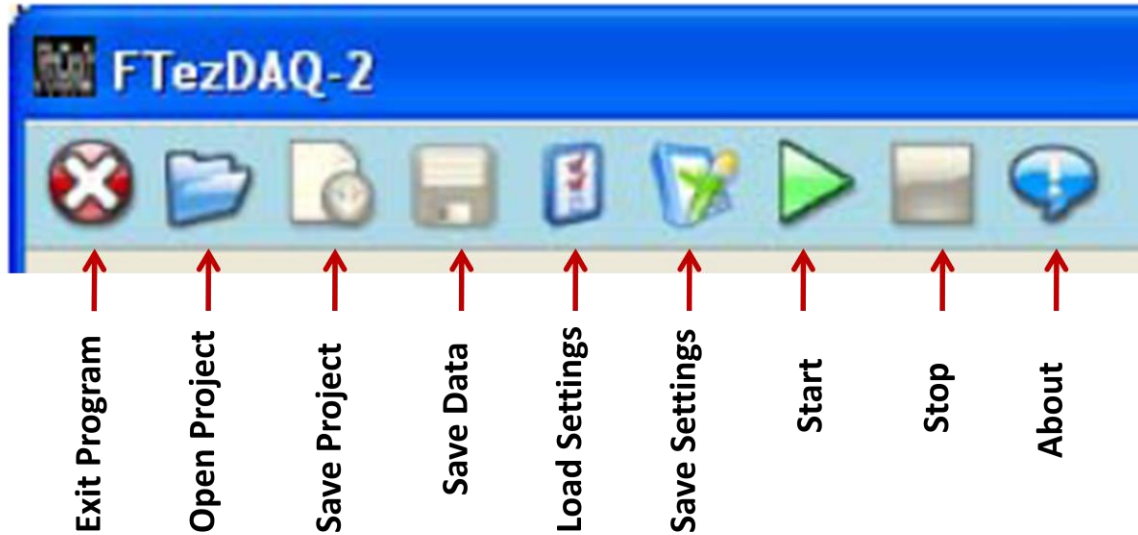 FTezDAQ-2
Exit Program
Open Project
Save Project
Save Data
Load Settings
Save Settings
Start
Stop
About